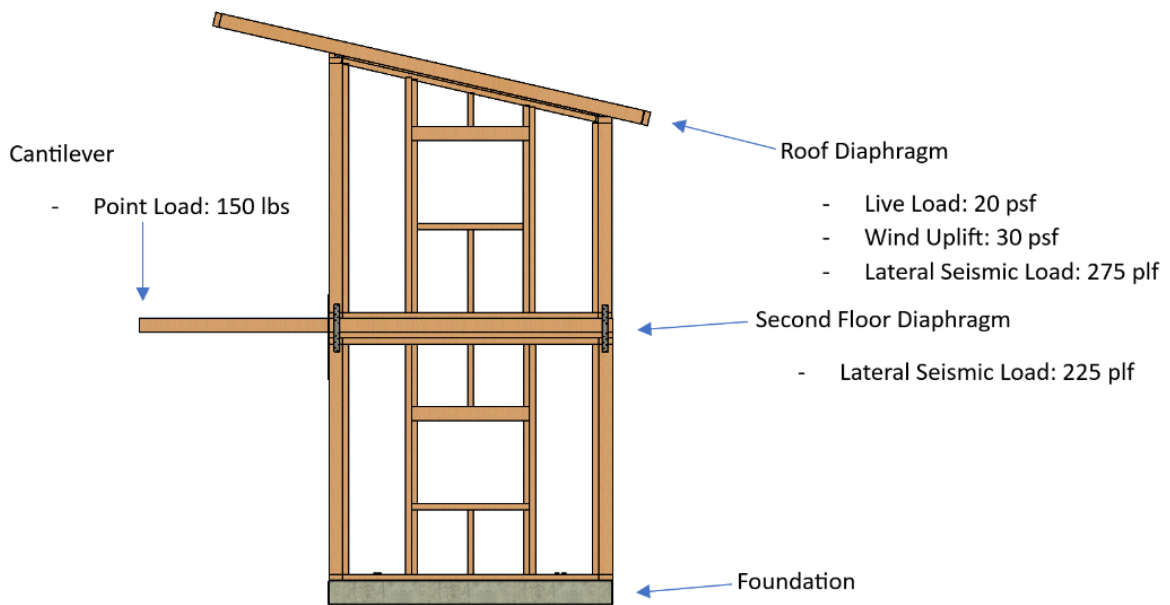 Cantilever
- Point Load: 150 lbs
Roof Diaphragm
- Live Load: 20 psf
- Wind Uplift: 30 psf
- Lateral Seismic Load: 275 plf
Second Floor Diaphragm
- Lateral Seismic Load: 225 plf
Foundation